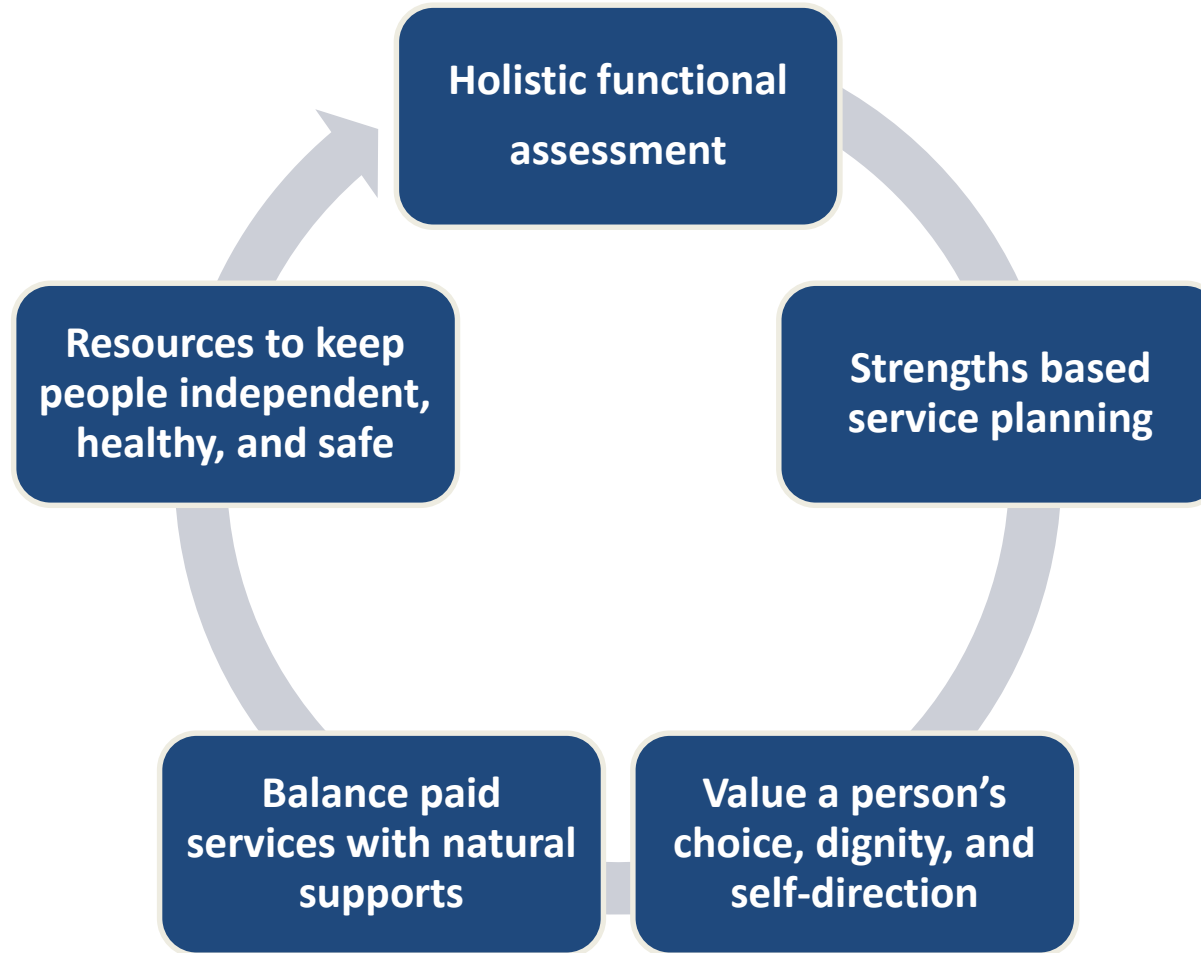 Holistic functional
assessment
Strengths based
service planning
Value a person’s
choice, dignity, and
self-direction
Balance paid
services with natural
supports
Resources to keep
people independent,
healthy, and safe